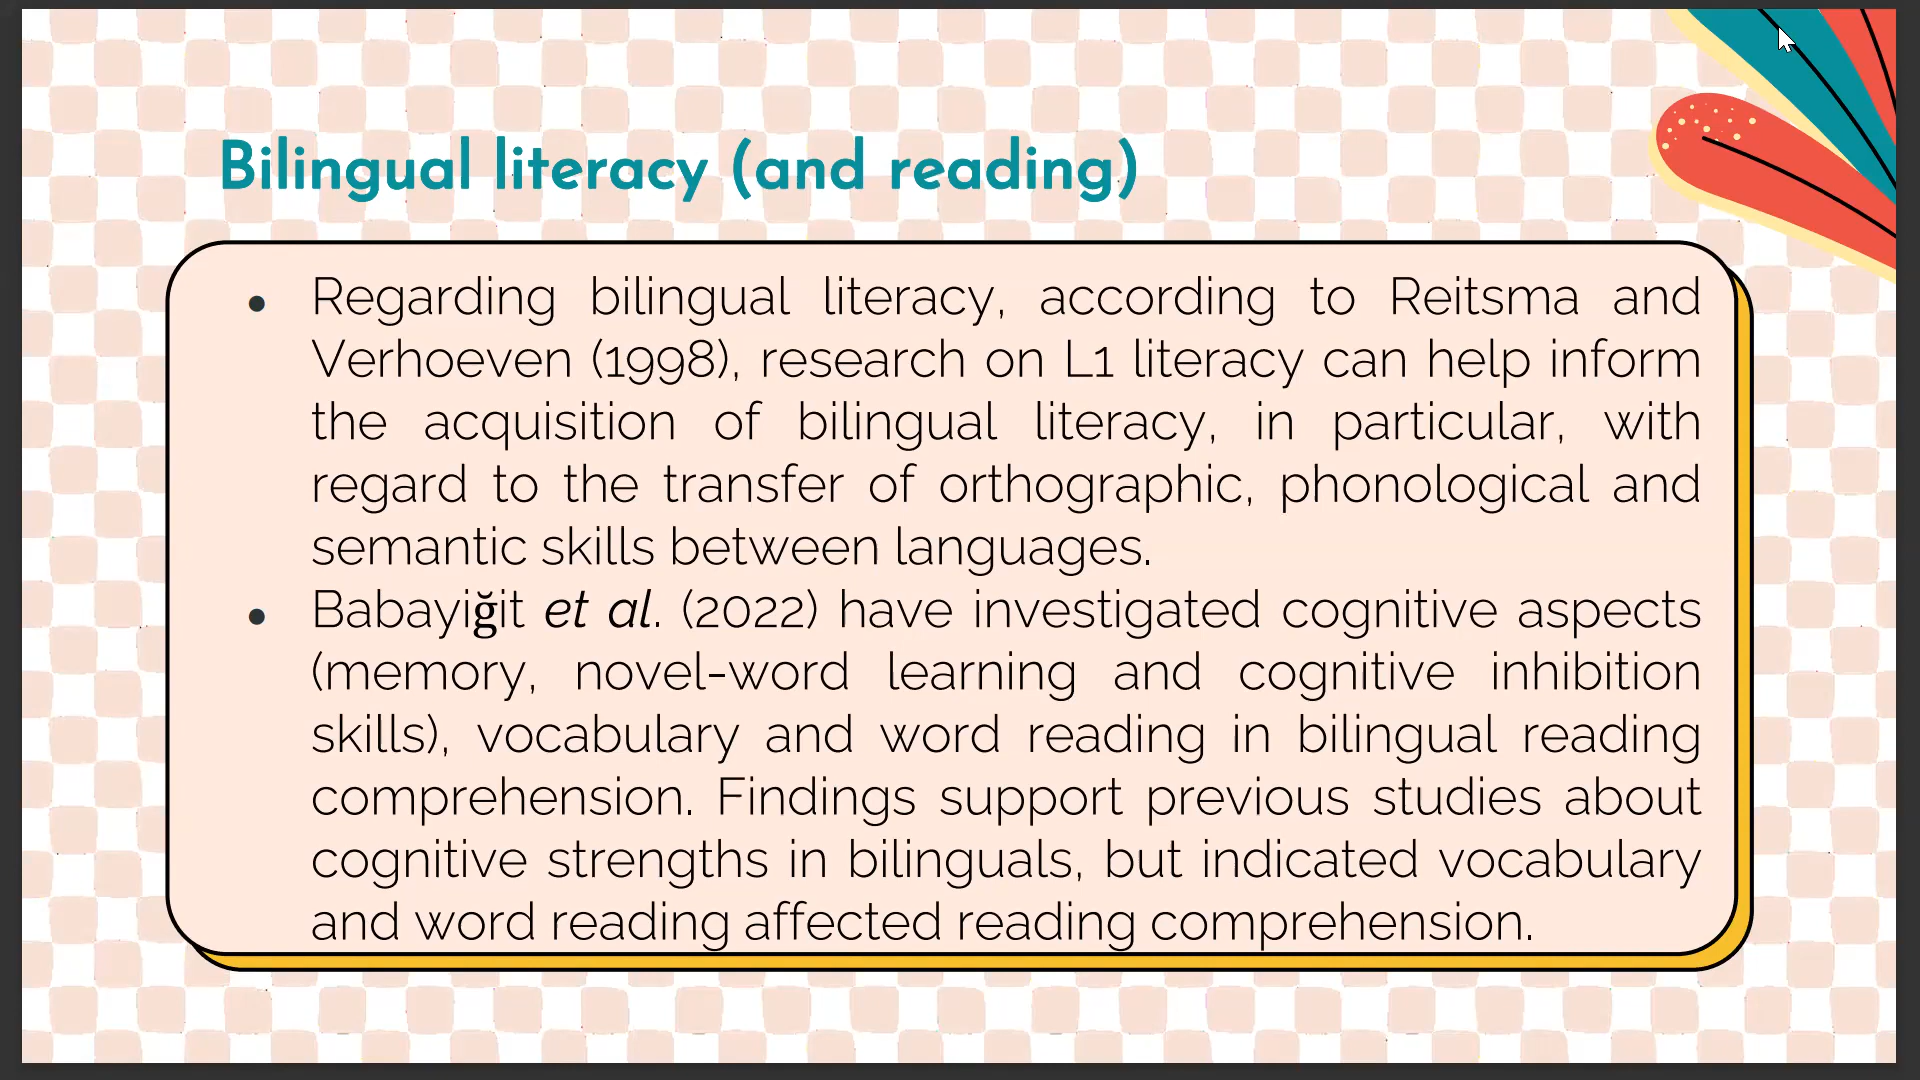 Bilingual literacy (and reading)
● Regarding bilingual literacy, according to Reitsma and
Verhoeven (1998), research on L1 literacy can help inform
the acquisition of bilingual literacy, in particular, with
regard to the transfer of orthographic, phonological and
semantic skills between languages.
● Babayiğit et al. (2022) have investigated cognitive aspects
(memory, novel-word learning and cognitive inhibition
skills), vocabulary and word reading in bilingual reading
comprehension. Findings support previous studies about
cognitive strengths in bilinguals, but indicated vocabulary
and word reading affected reading comprehension.